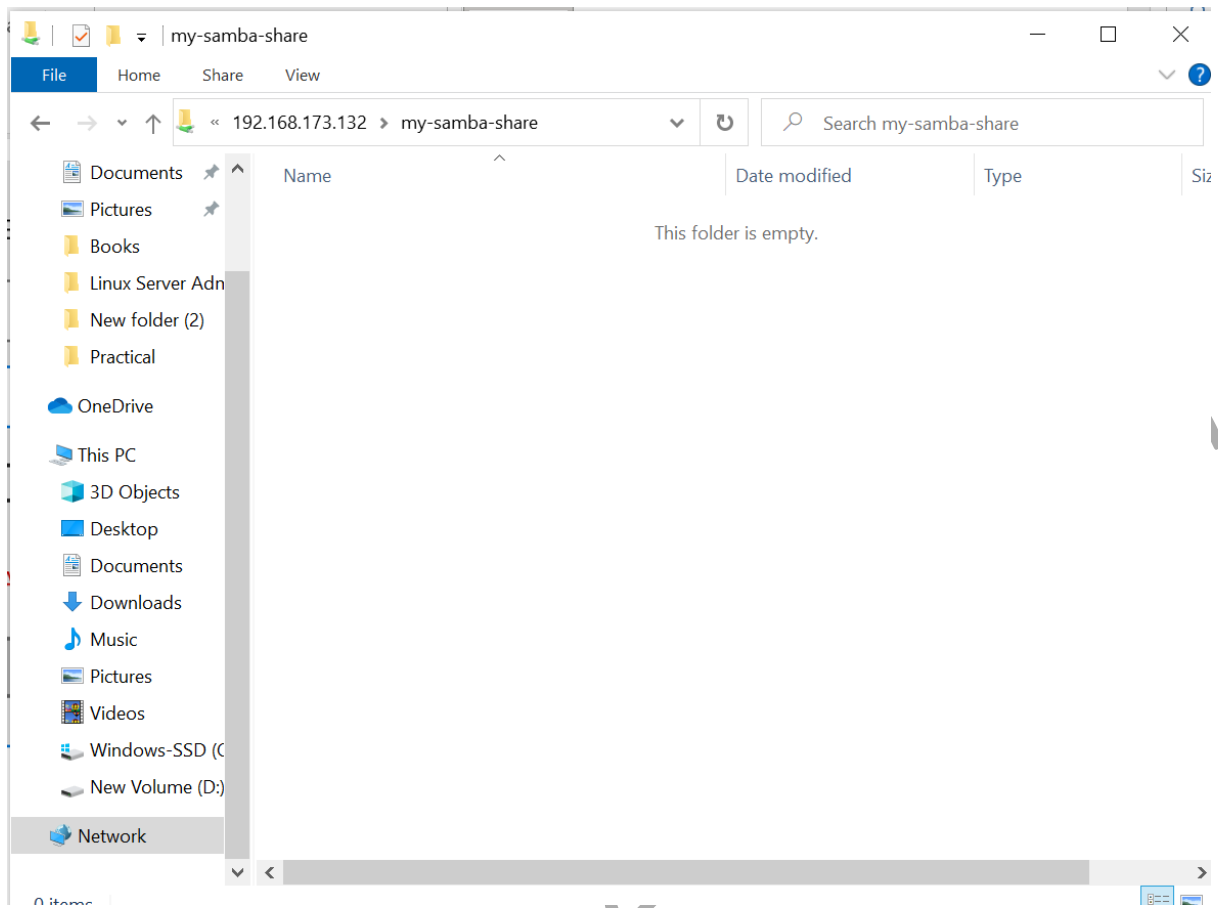 my-samba-share
File Home Share View
« 192.168.173.132 > my-samba-share
Search my-samba-share
Name Date modified Type Siz
This folder is empty.
Documents
Pictures
Books
Linux Server Adn
New folder (2)
Practical
OneDrive
This PC
3D Objects
Desktop
Documents
Downloads
Music
Pictures
Videos
Windows-SSD (C
New Volume (D:)
Network
0 items